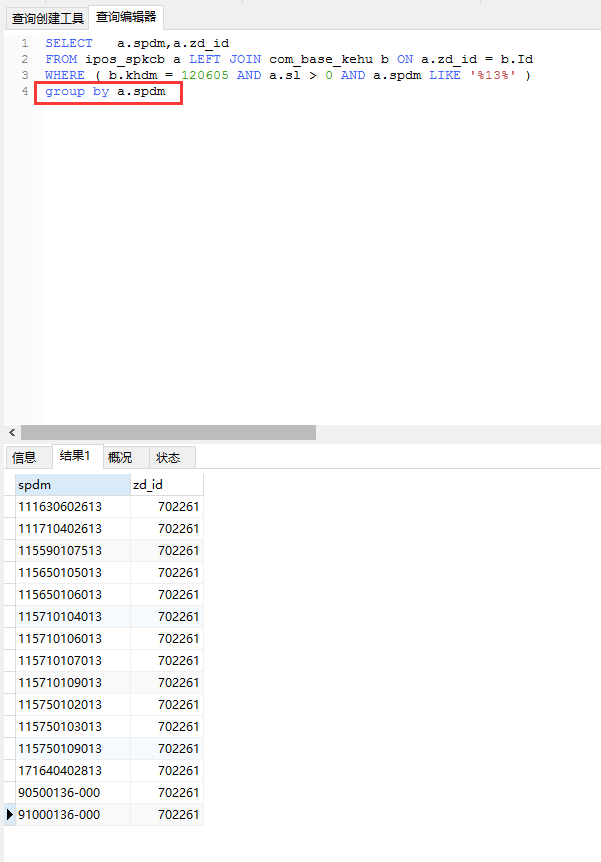 查询创建工具 查询编辑器
1 SELECT a.spdm,a.zd_id
2 FROM ipos_spkcb a LEFT JOIN com_base_kehu b ON a.zd_id = b.Id
3 WHERE ( b.khdm = 120605 AND a.sl > 0 AND a.spdm LIKE '%13%' )
4 group by a.spdm
信息 结果1 概况 状态
spdm zd_id
111630602613 702261
111710402613 702261
115590107513 702261
115650105013 702261
115650106013 702261
115710104013 702261
115710106013 702261
115710107013 702261
115710109013 702261
115750102013 702261
115750103013 702261
115750109013 702261
171640402813 702261
90500136-000 702261
91000136-000 702261